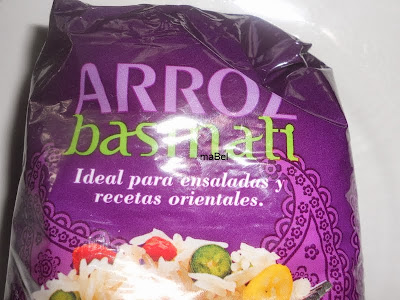 ARROZ
basmati
maBel
Ideal para ensaladas y
recetas orientales.